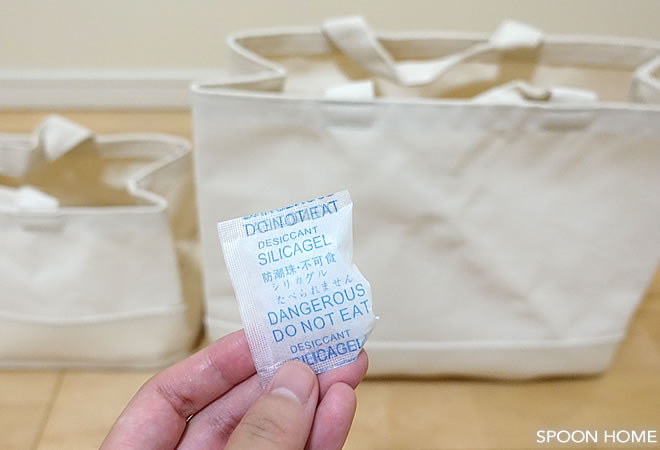 DO NOT EAT
DESICCANT
SILICAGEL
防潮珠·不可食
シリカゲル
たべられません
DANGEROUS
DO NOT EAT
DESICCANT
SILICAGEL
SPOON HOME